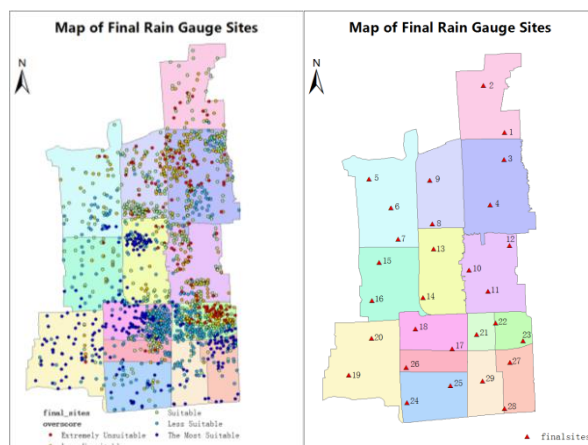 Map of Final Rain Gauge Sites
N
final_sites
overscore
Extremely Unsuitable
Suitable
Less Suitable
The Most Suitable
Map of Final Rain Gauge Sites
N
2
1
3
5
9
4
6
8
7
12
13
15
10
11
14
16
22
18
21
23
20
17
27
26
19
29
25
24
28
finalsites